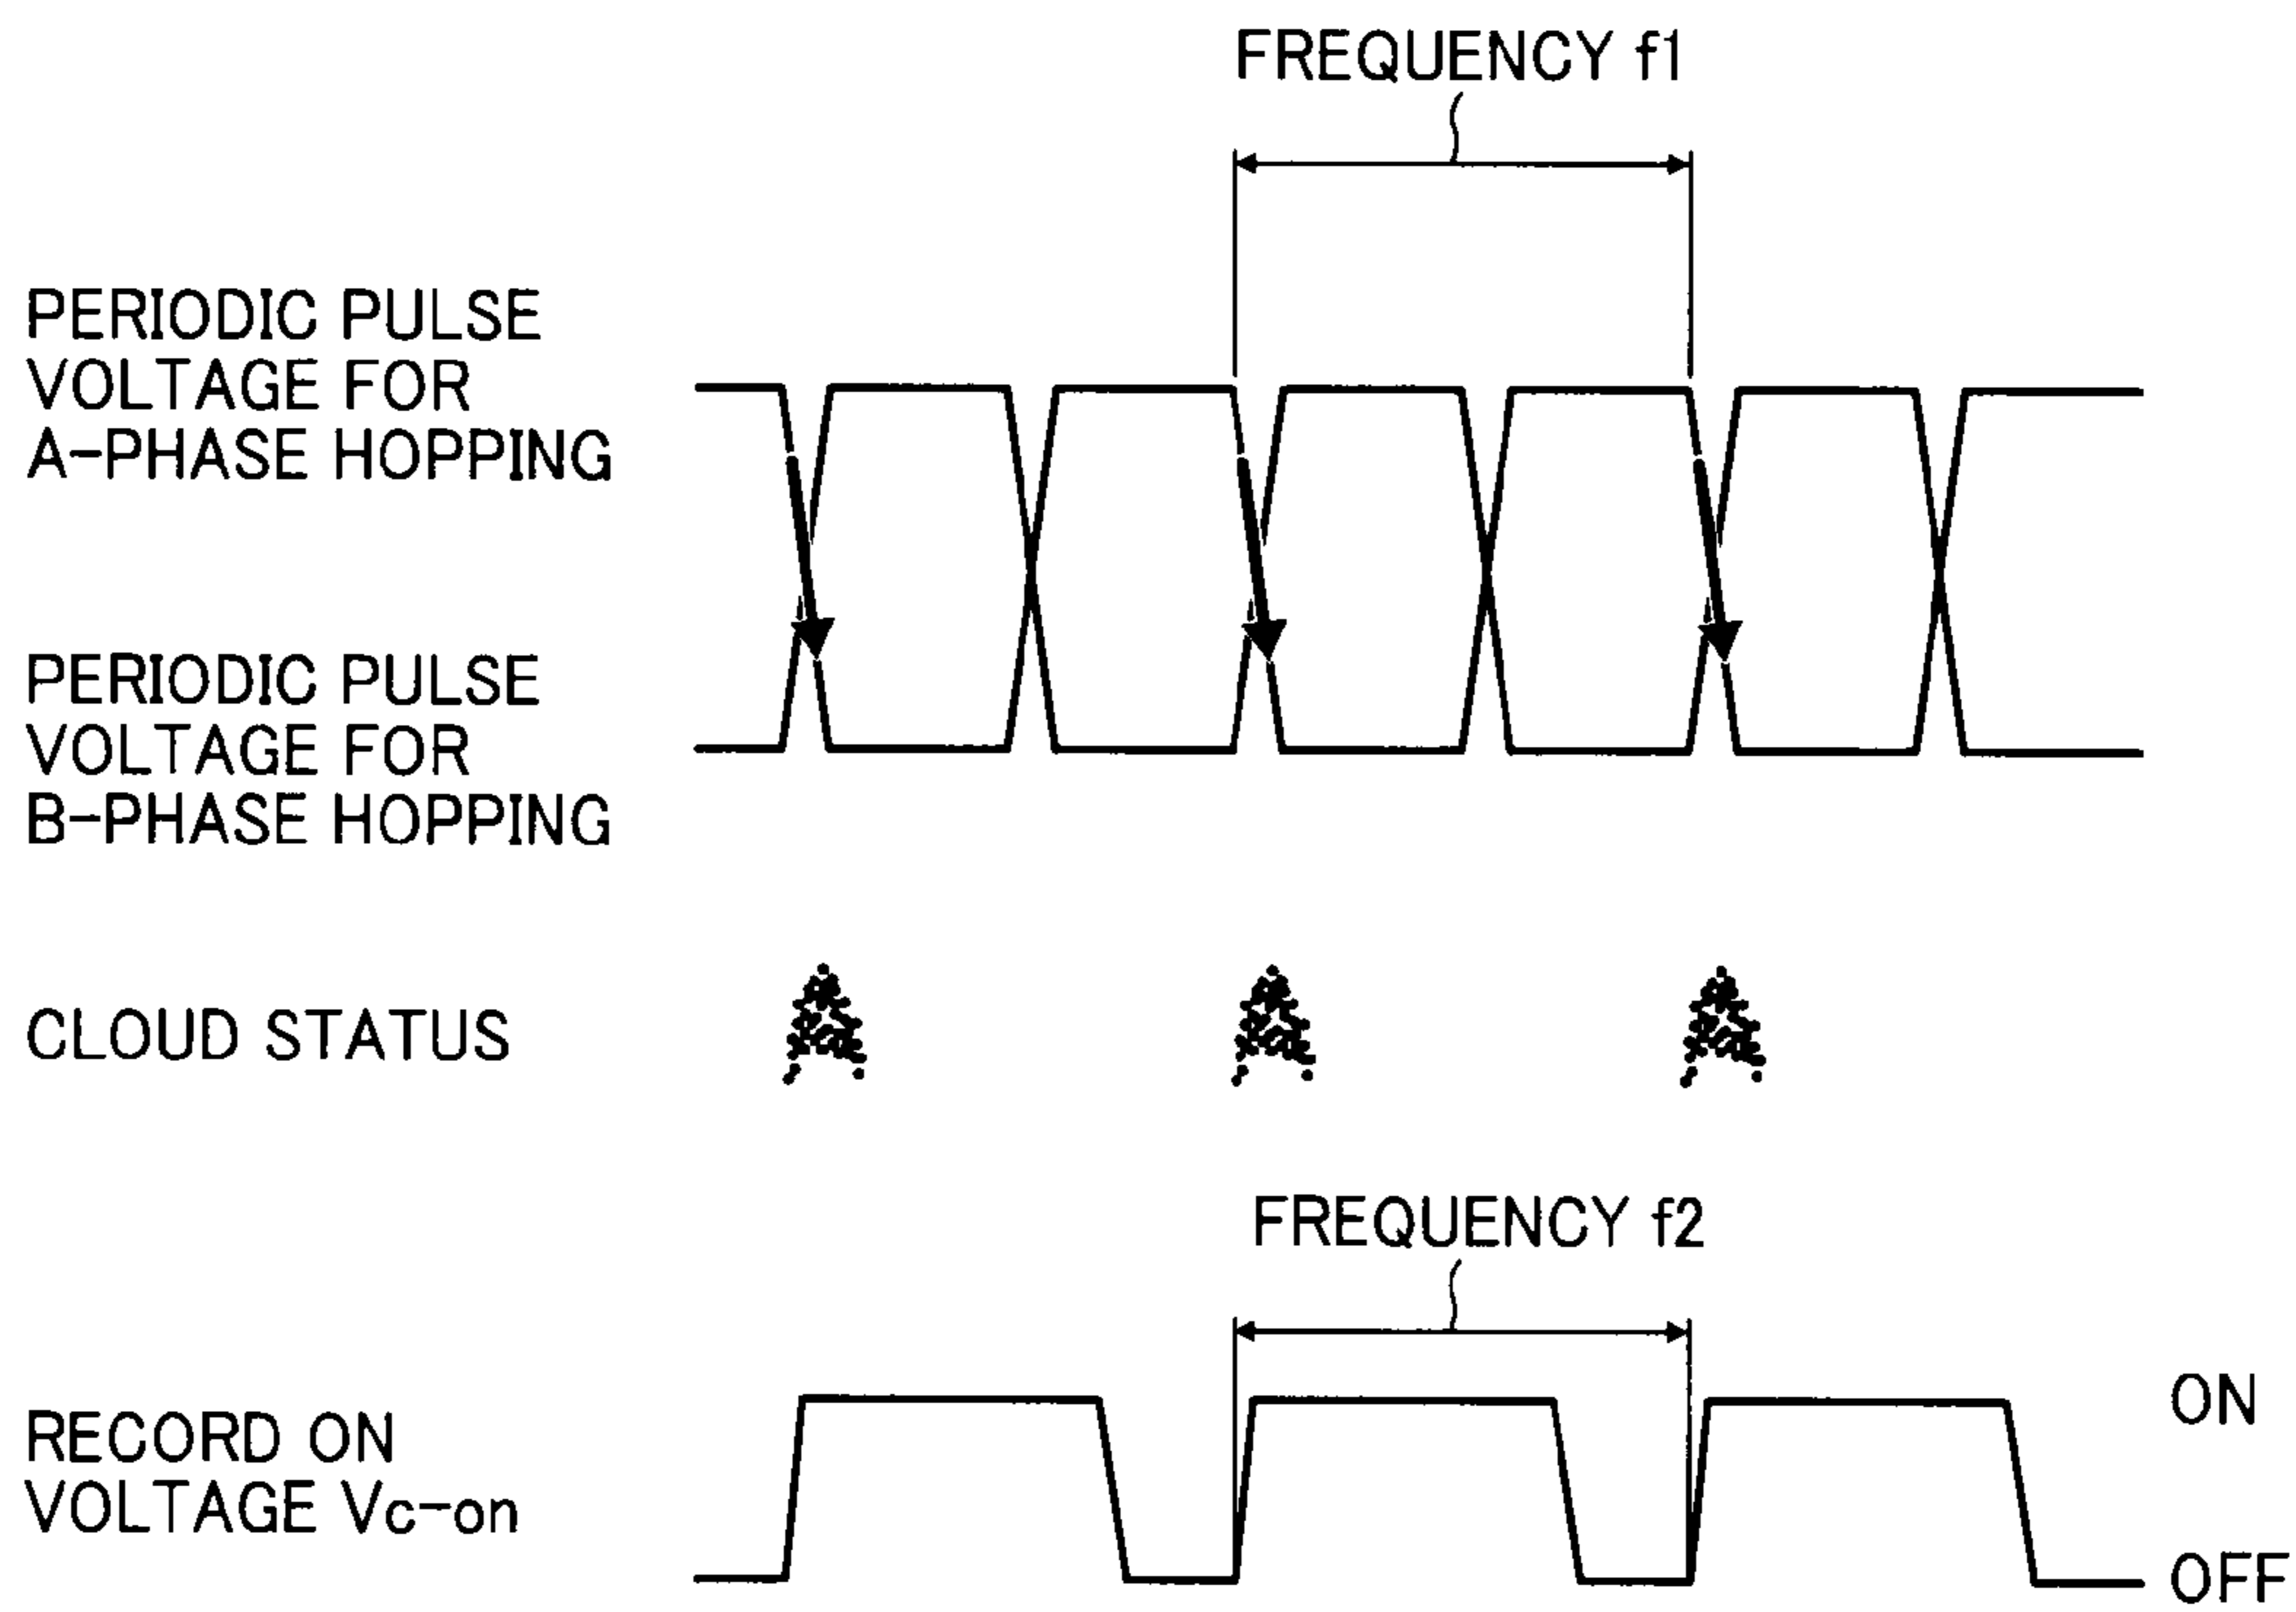 FREQUENCY f1
PERIODIC PULSE
VOLTAGE FOR
A-PHASE HOPPING
PERIODIC PULSE
VOLTAGE FOR
B-PHASE HOPPING
CLOUD STATUS
FREQUENCY f2
RECORD ON
VOLTAGE Vc-on
ON
OFF